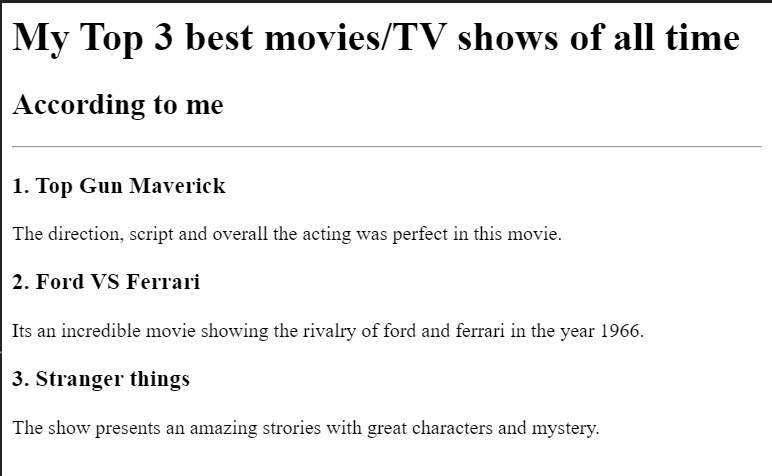 My Top 3 best movies/TV shows of all time
According to me
1. Top Gun Maverick
The direction, script and overall the acting was perfect in this movie.
2. Ford VS Ferrari
Its an incredible movie showing the rivalry of ford and ferrari in the year 1966.
3. Stranger things
The show presents an amazing strories with great characters and mystery.